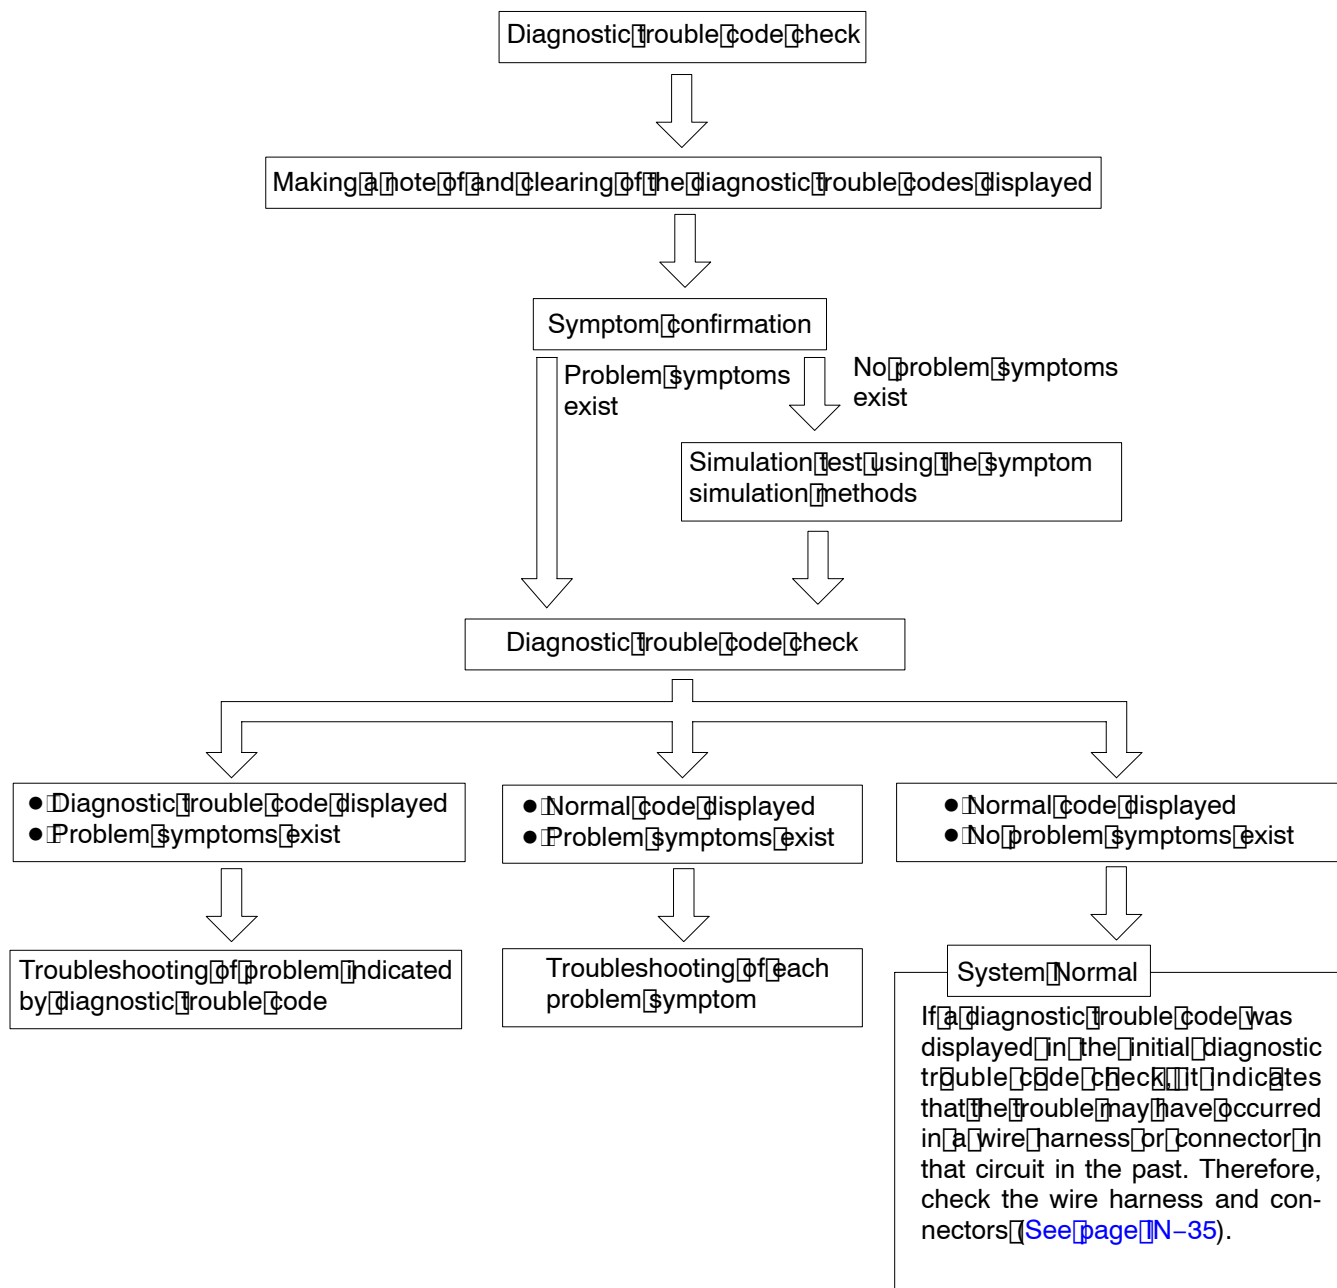 Diagnostic trouble code check
Making a note of and clearing of the diagnostic trouble codes displayed
Symptom confirmation
Problem symptoms
exist
No problem symptoms
exist
Simulation test using the symptom
simulation methods
Diagnostic trouble code check
● Diagnostic trouble code displayed
● Problem symptoms exist
● Normal code displayed
● Problem symptoms exist
● Normal code displayed
● No problem symptoms exist
Troubleshooting of problem indicated
by diagnostic trouble code
Troubleshooting of each
problem symptom
System Normal
If a diagnostic trouble code was
displayed in the initial diagnostic
trouble code check, it indicates
that the trouble may have occurred
in a wire harness or connector in
that circuit in the past. Therefore,
check the wire harness and con-
nectors (See page IN−35).